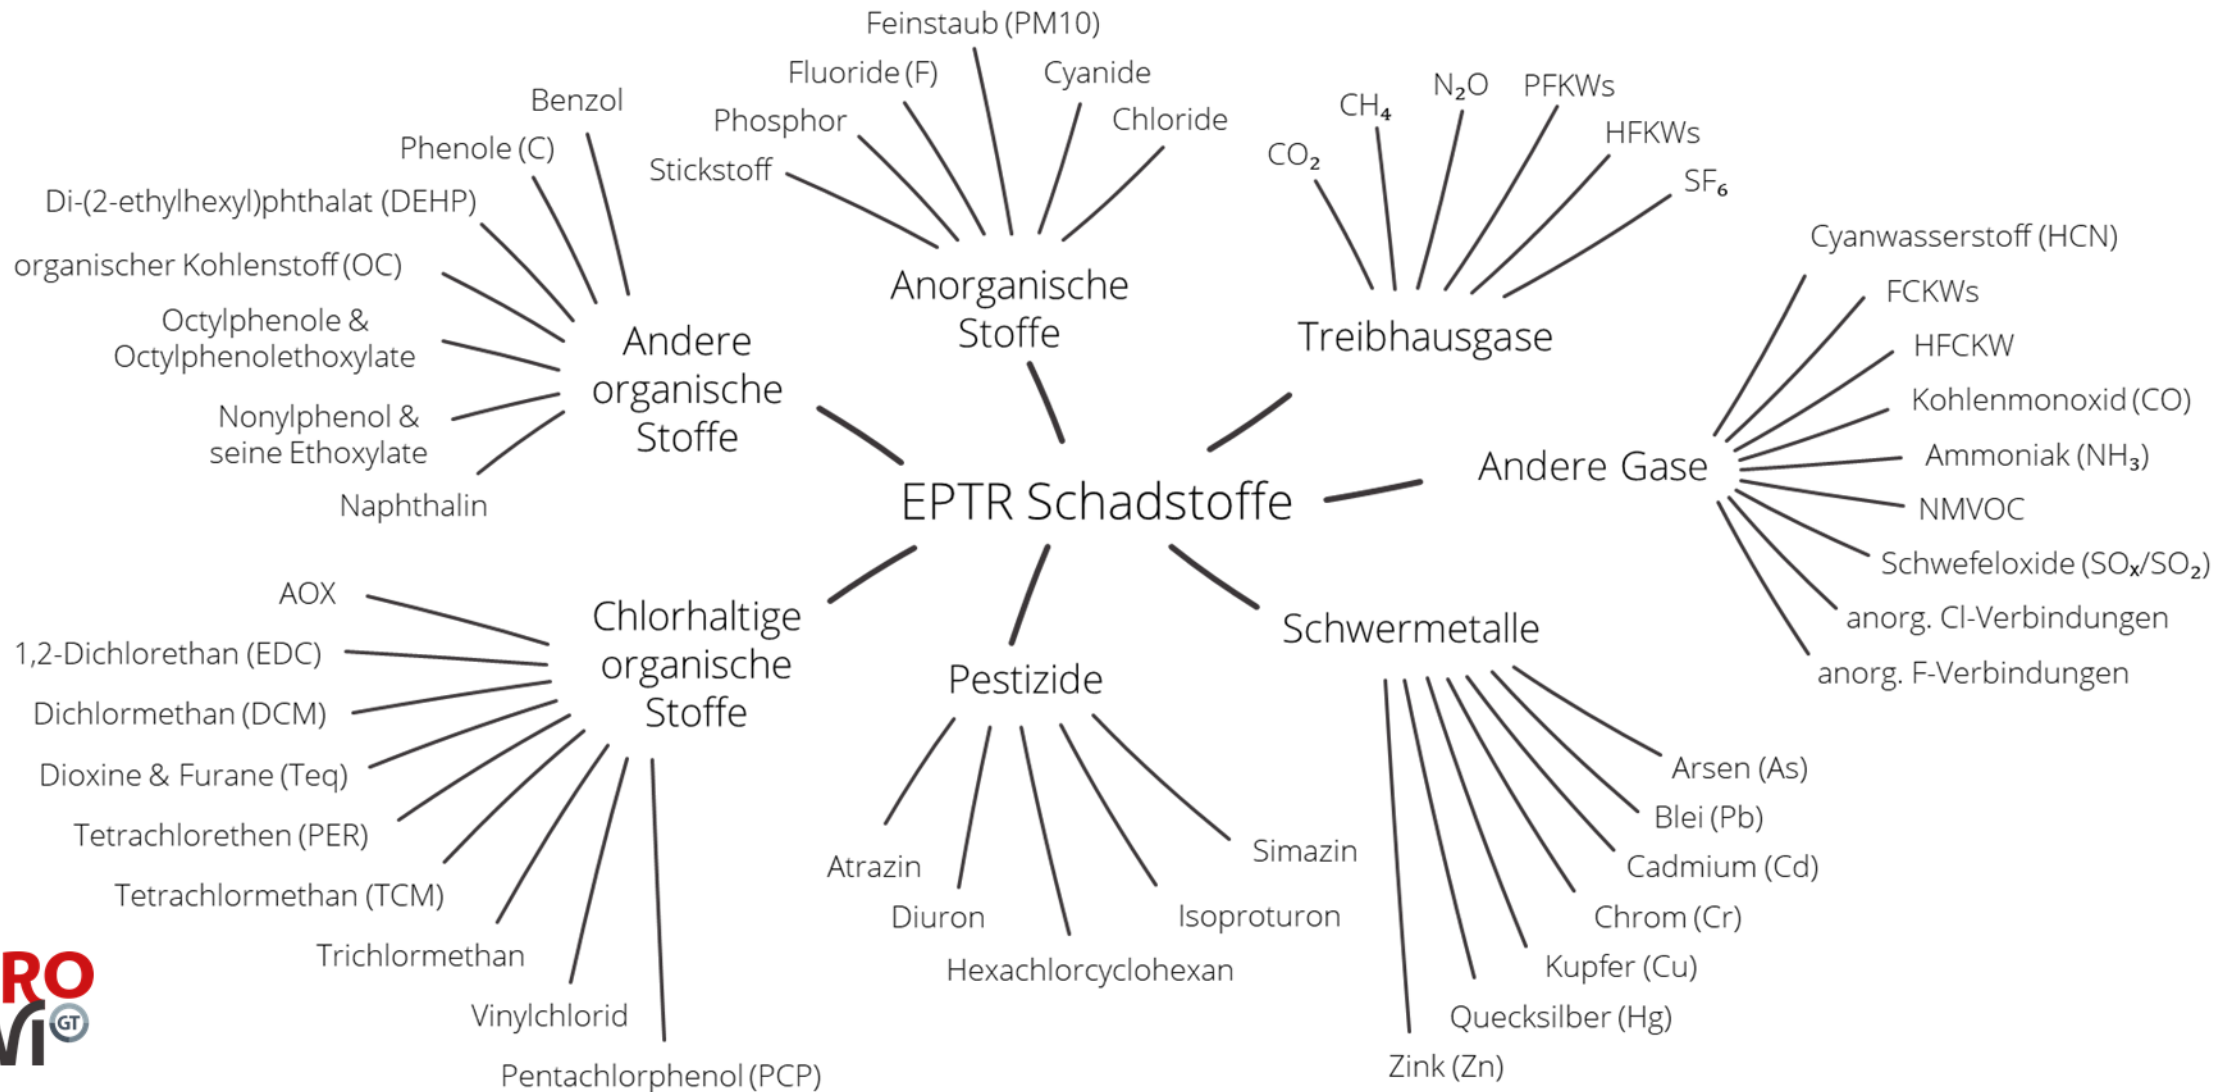 Feinstaub (PM10)
Fluoride (F)
Cyanide
Phosphor
Chloride
Stickstoff
Anorganische
Stoffe
CO₂
CH₄
N₂O
PFKWs
HFKWs
SF₆
Treibhausgase
Benzol
Phenole (C)
Di-(2-ethylhexyl)phthalat (DEHP)
organischer Kohlenstoff (OC)
Octylphenole &
Octylphenolethoxylate
Nonylphenol &
seine Ethoxylate
Naphthalin
Andere
organische
Stoffe
Cyanwasserstoff (HCN)
FCKWs
HFCKW
Kohlenmonoxid (CO)
Ammoniak (NH₃)
NMVOC
Schwefeloxide (SOₓ/SO₂)
anorg. Cl-Verbindungen
anorg. F-Verbindungen
Andere Gase
EPTR Schadstoffe
Chlorhaltige
organische
Stoffe
AOX
1,2-Dichlorethan (EDC)
Dichlormethan (DCM)
Dioxine & Furane (Teq)
Tetrachlorethen (PER)
Tetrachlormethan (TCM)
Trichlormethan
Vinylchlorid
Pentachlorphenol (PCP)
Pestizide
Atrazin
Diuron
Hexachlorcyclohexan
Isoproturon
Simazin
Schwermetalle
Arsen (As)
Blei (Pb)
Cadmium (Cd)
Chrom (Cr)
Kupfer (Cu)
Quecksilber (Hg)
Zink (Zn)
RO
GT